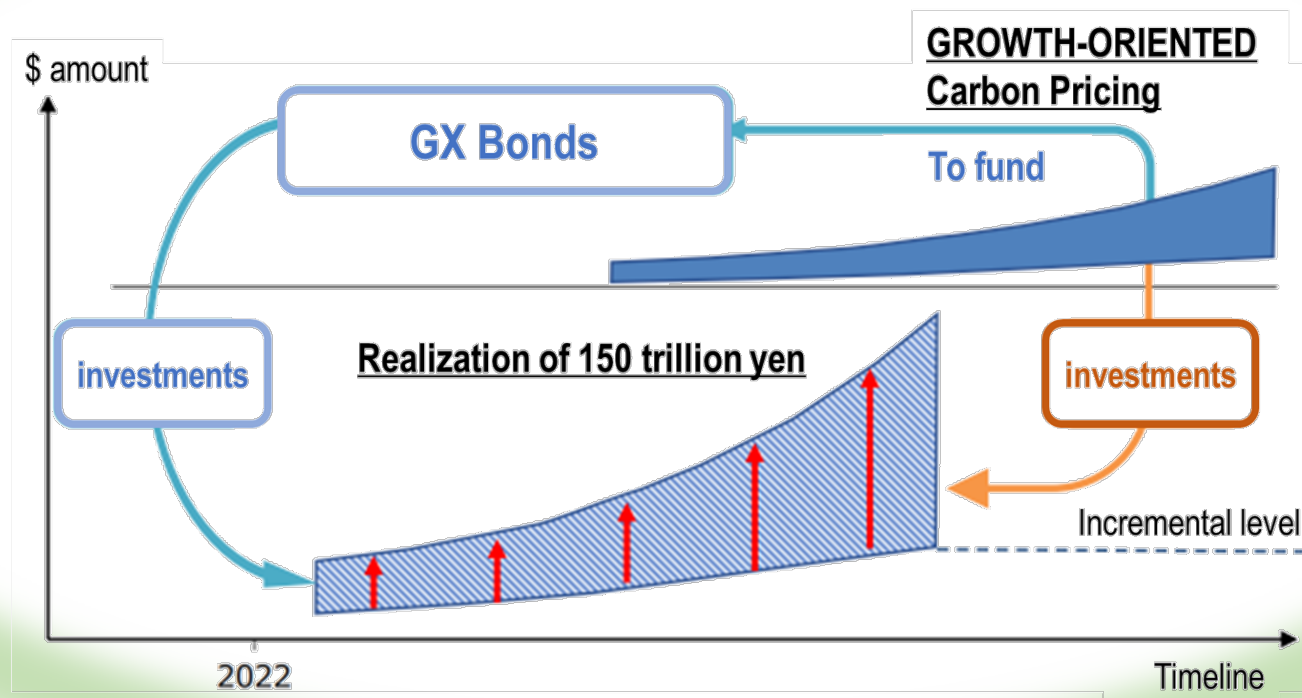 GROWTH-ORIENTED
Carbon Pricing
$ amount
GX Bonds
To fund
investments
Realization of 150 trillion yen
investments
Incremental level
2022
Timeline